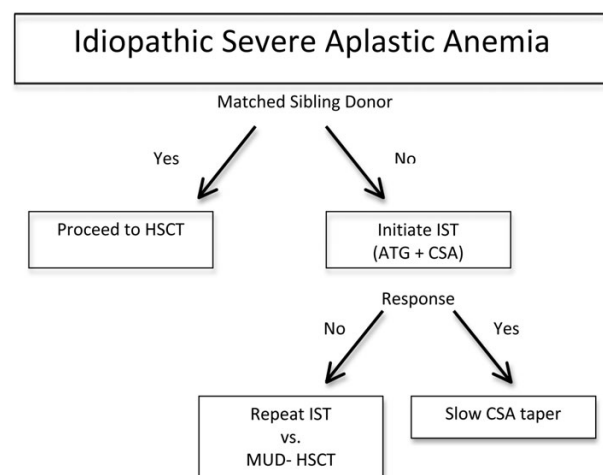 Idiopathic Severe Aplastic Anemia
Matched Sibling Donor
Yes
No
Proceed to HSCT
Initiate IST
(ATG + CSA)
Response
No
Yes
Repeat IST
vs.
MUD- HSCT
Slow CSA taper